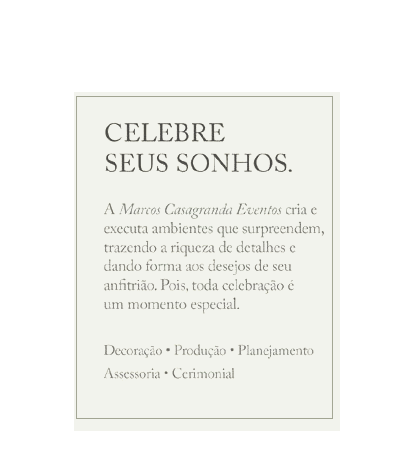 CELEBRE
SEUS SONHOS.
A Marcos Casagranda Eventos cria e
executa ambientes que surpreendem,
trazendo a riqueza de detalhes e
dando forma aos desejos de seu
anfitrião. Pois, toda celebração é
um momento especial.
Decoração • Produção • Planejamento
Assessoria • Cerimonial